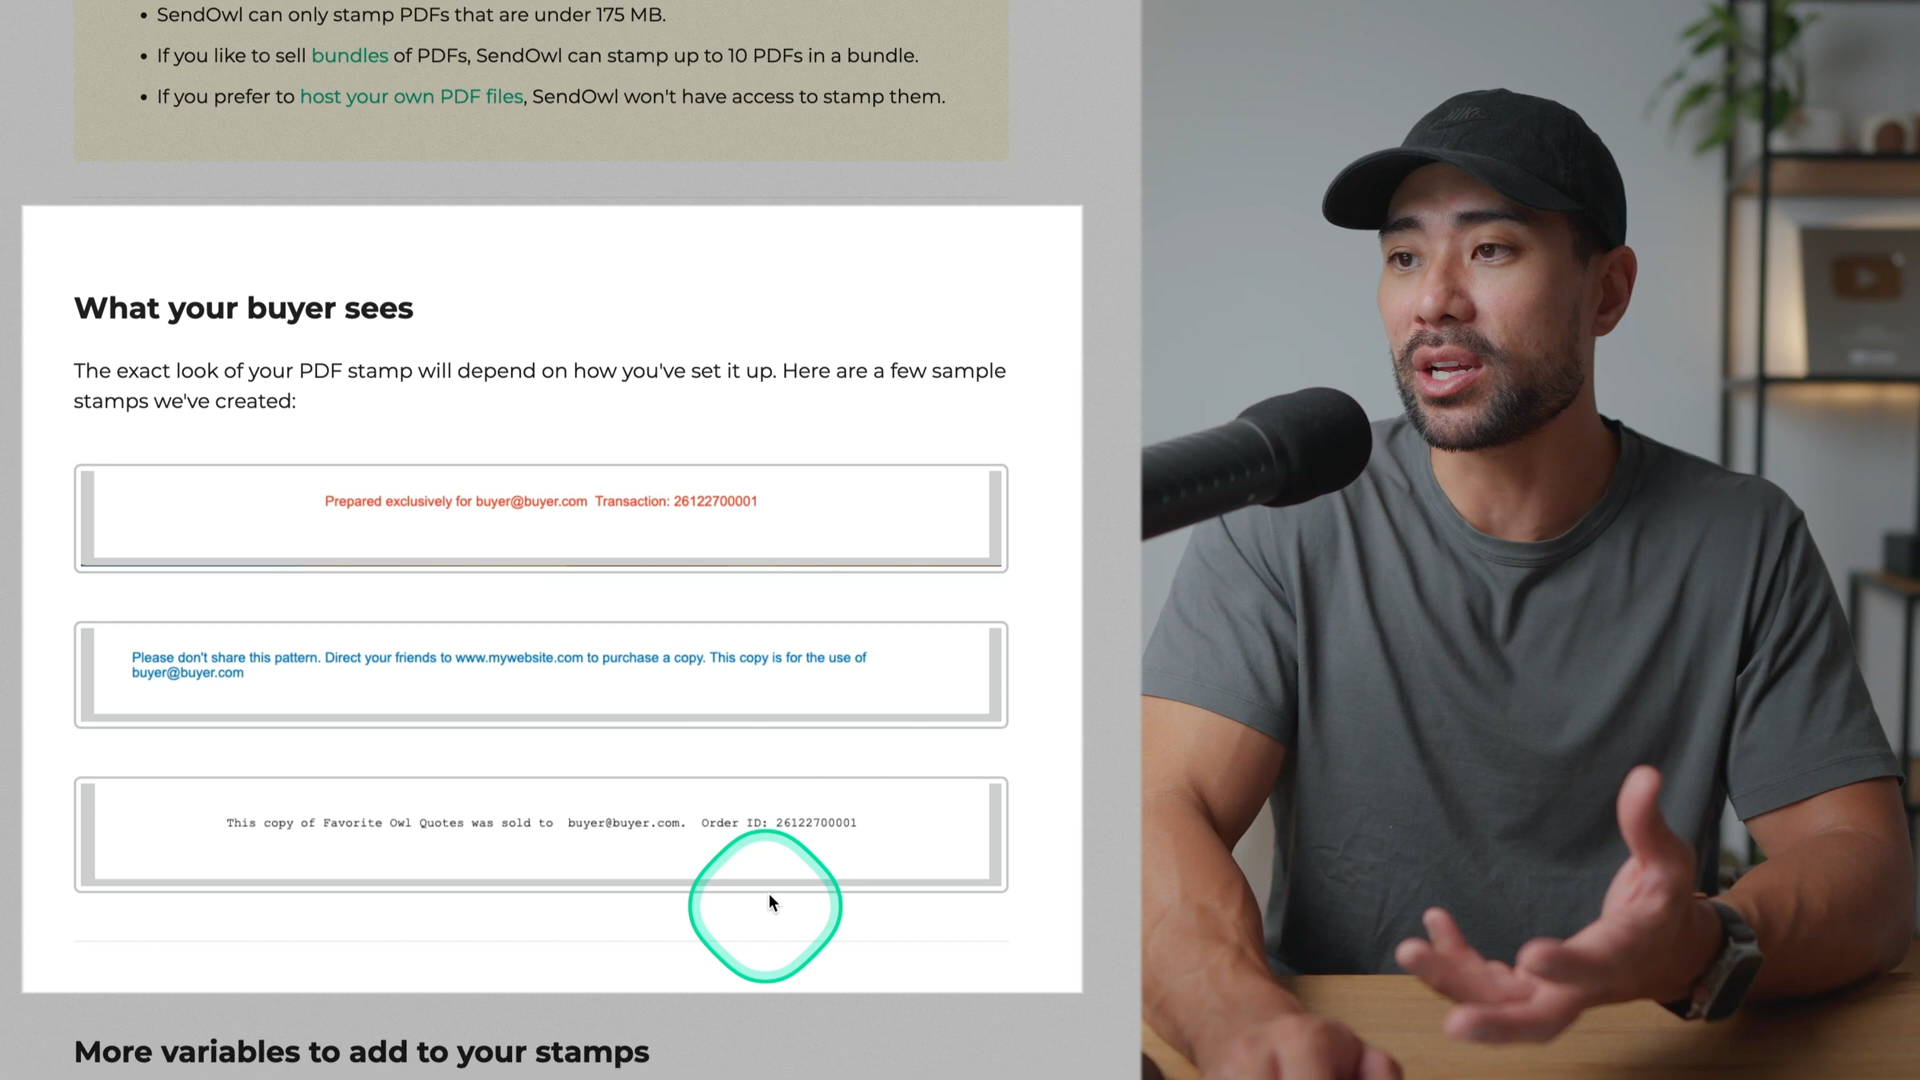 • SendOwl can only stamp PDFs that are under 175 MB.
• If you like to sell bundles of PDFs, SendOwl can stamp up to 10 PDFs in a bundle.
• If you prefer to host your own PDF files, SendOwl won't have access to stamp them.
What your buyer sees
The exact look of your PDF stamp will depend on how you've set it up. Here are a few sample
stamps we've created:
Prepared exclusively for buyer@buyer.com Transaction: 26122700001
Please don't share this pattern. Direct your friends to www.mywebsite.com to purchase a copy. This copy is for the use of
buyer@buyer.com
This copy of Favorite Owl Quotes was sold to buyer@buyer.com. Order ID: 26122700001
More variables to add to your stamps
NIKE